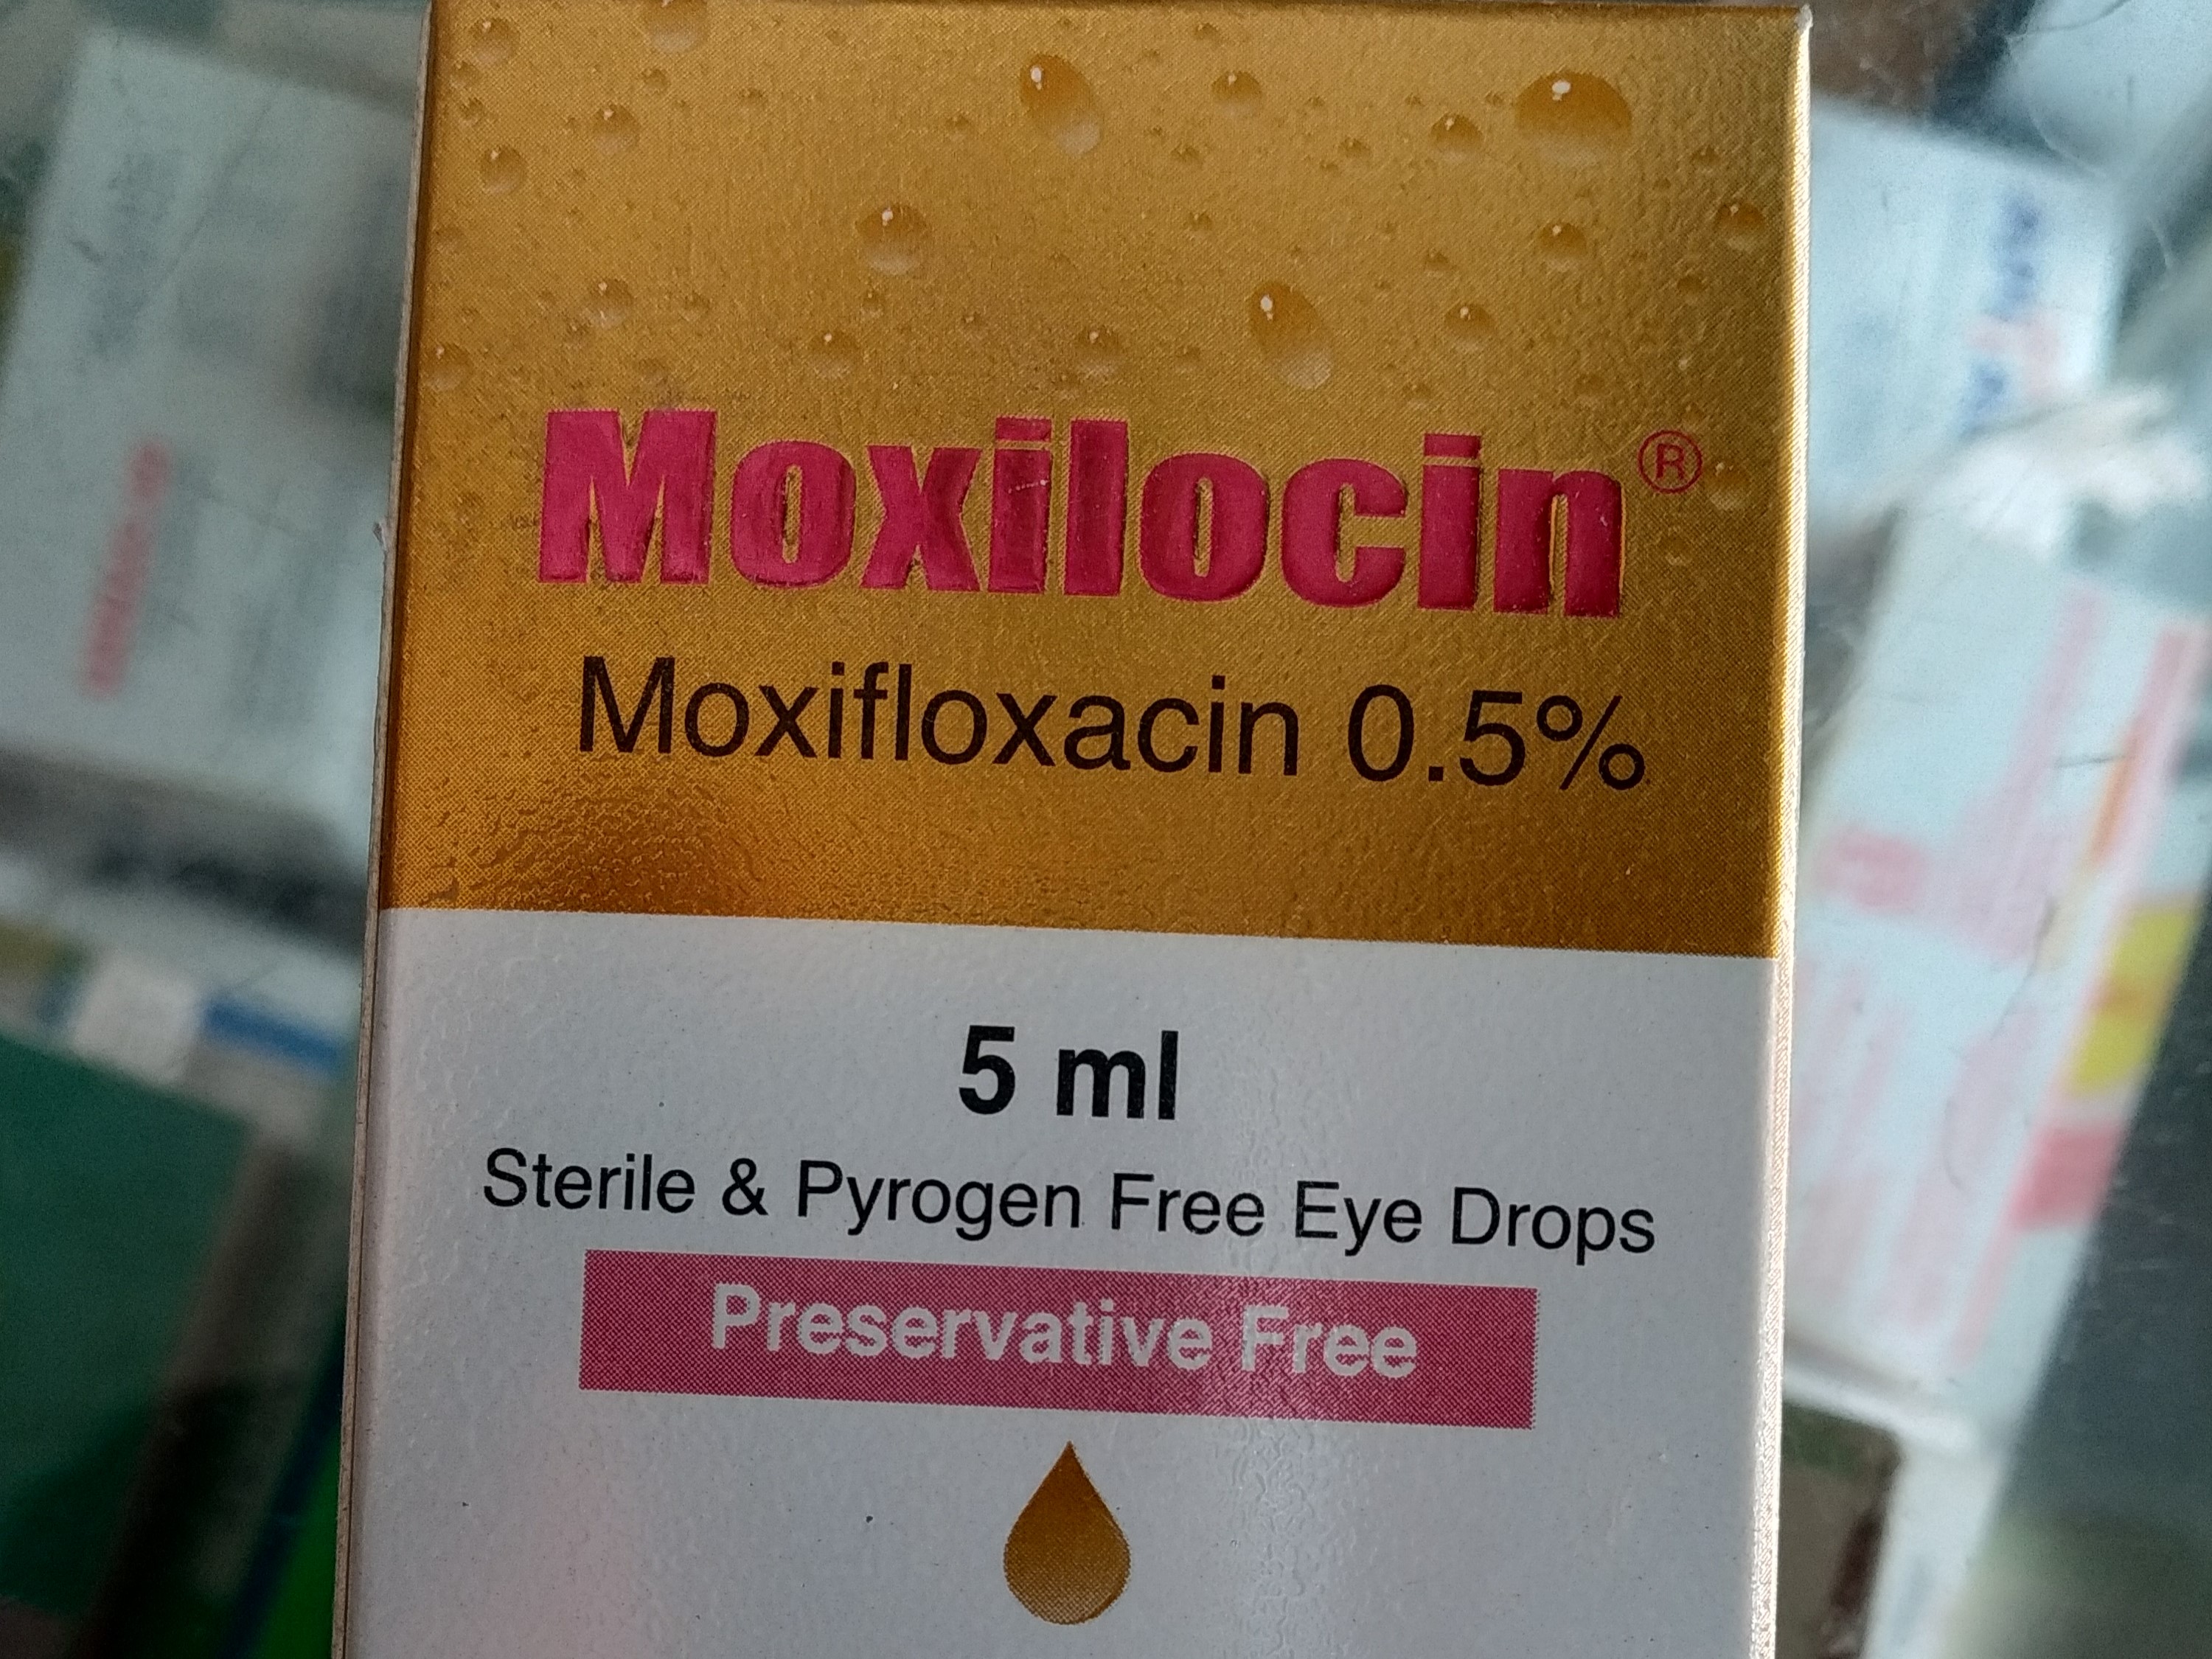 Moxilocin®
Moxifloxacin 0.5%
5 ml
Sterile & Pyrogen Free Eye Drops
Preservative Free